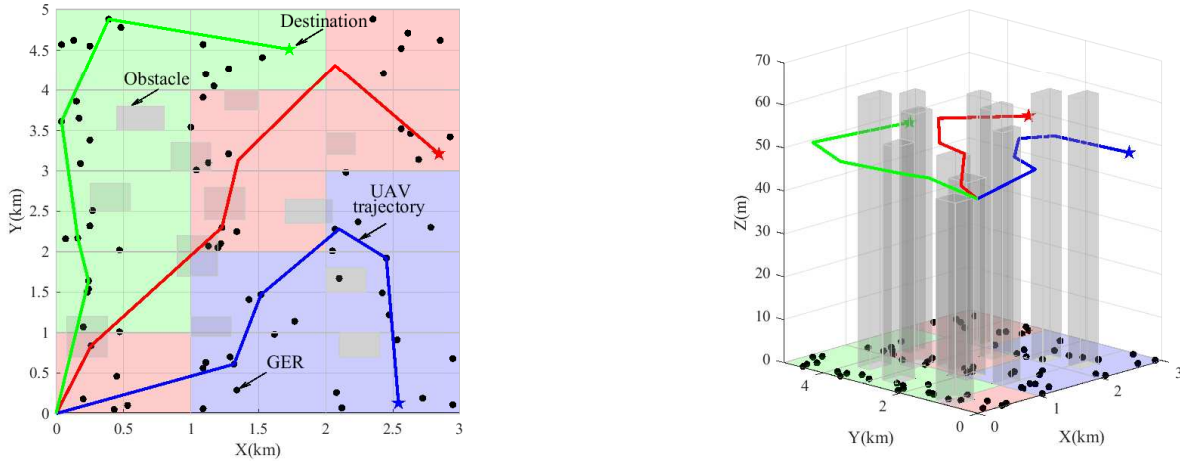 5
4.5
4
3.5
3
2.5
2
1.5
1
0.5
0
Y(km)
Destination
Obstacle
UAV
trajectory
GER
0 0.5 1 1.5 2 2.5 3
X(km)
70
60
50
40
30
20
10
0
Z(m)
4
2
0
Y(km)
0
1
2
3
X(km)